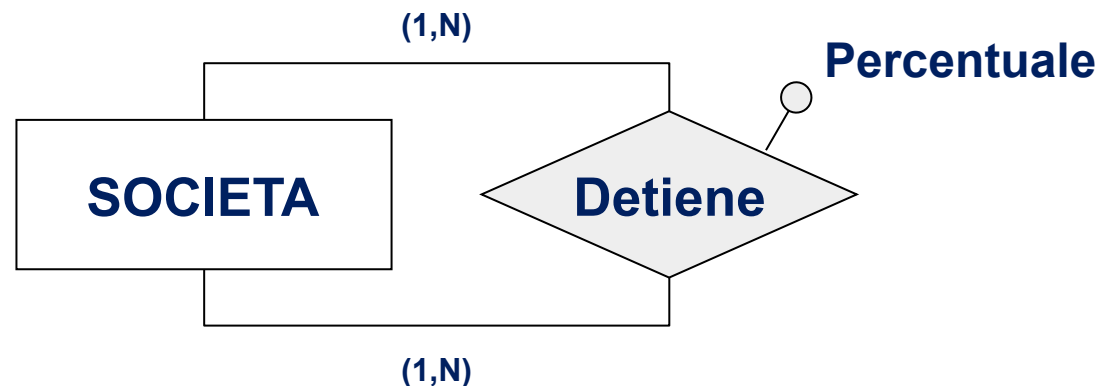 (1,N)
Percentuale
SOCIETA
Detiene
(1,N)